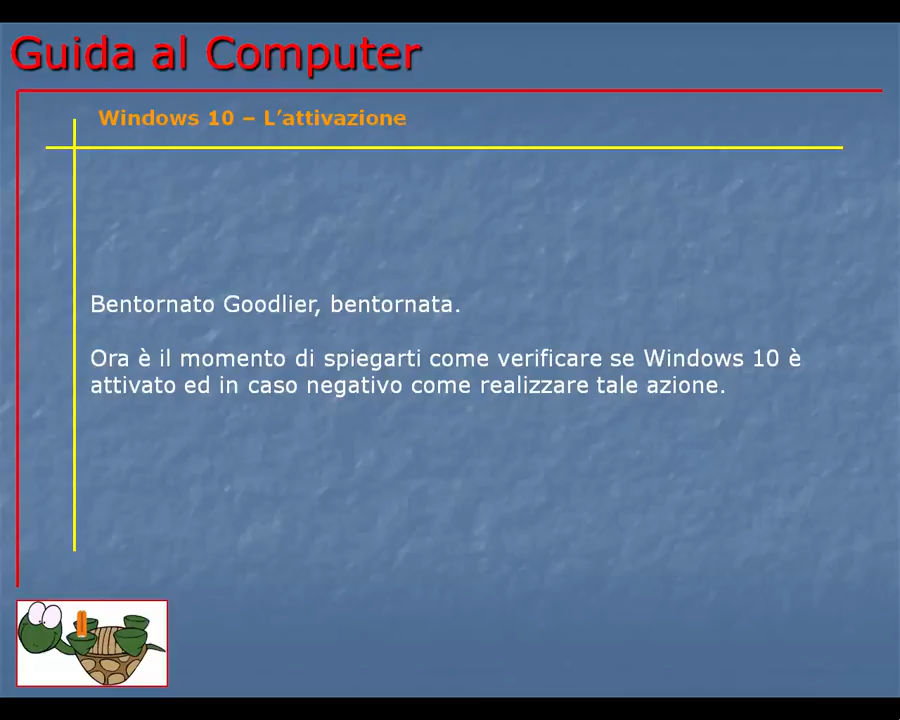 Guida al Computer
Windows 10 – L’attivazione
Bentornato Goodlier, bentornata.
Ora è il momento di spiegarti come verificare se Windows 10 è
attivato ed in caso negativo come realizzare tale azione.